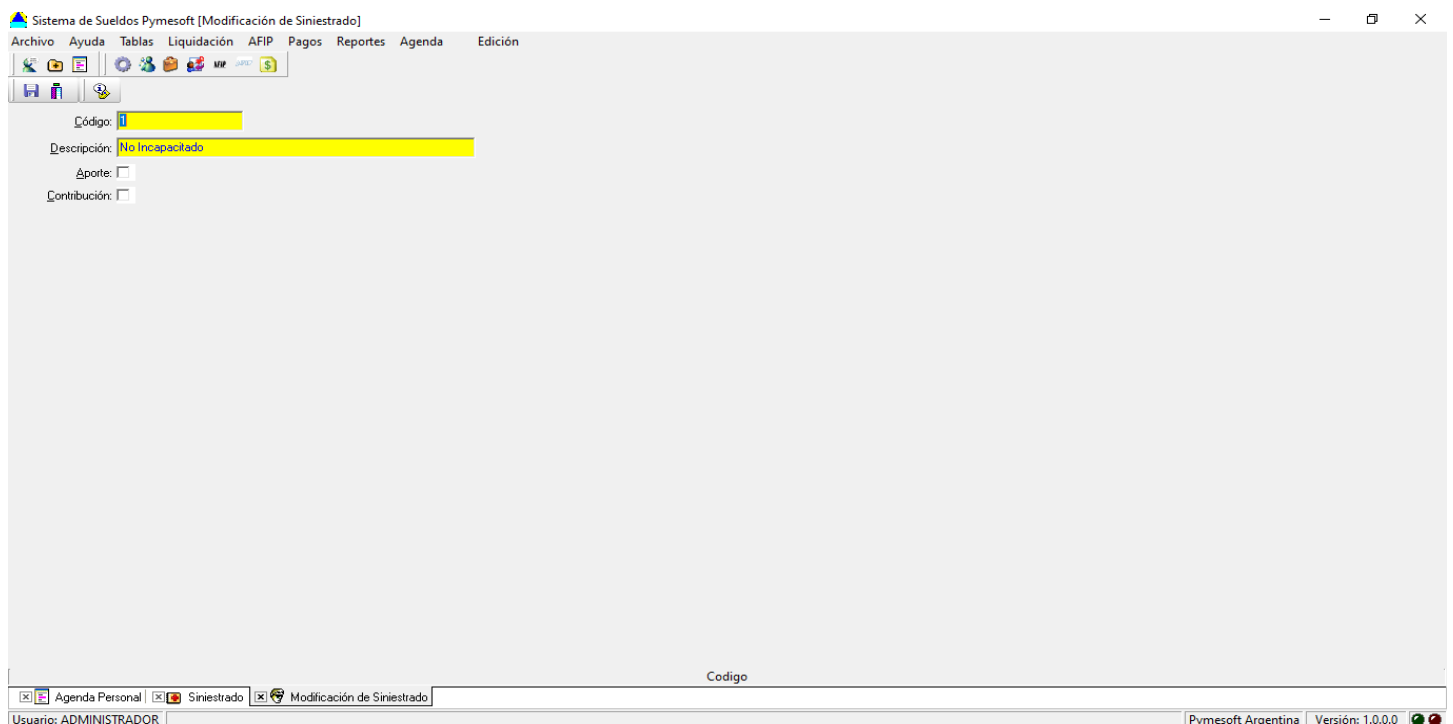 Sistema de Sueldos Pymesoft [Modificación de Siniestrado]
Archivo Ayuda Tablas Liquidación AFIP Pagos Reportes Agenda Edición
Código: 1
Descripción: No Incapacitado
Aporte:
Contribución:
Codigo
Agenda Personal Siniestrado Modificación de Siniestrado
Usuario: ADMINISTRADOR Pymesoft Argentina Versión: 1.0.0.0